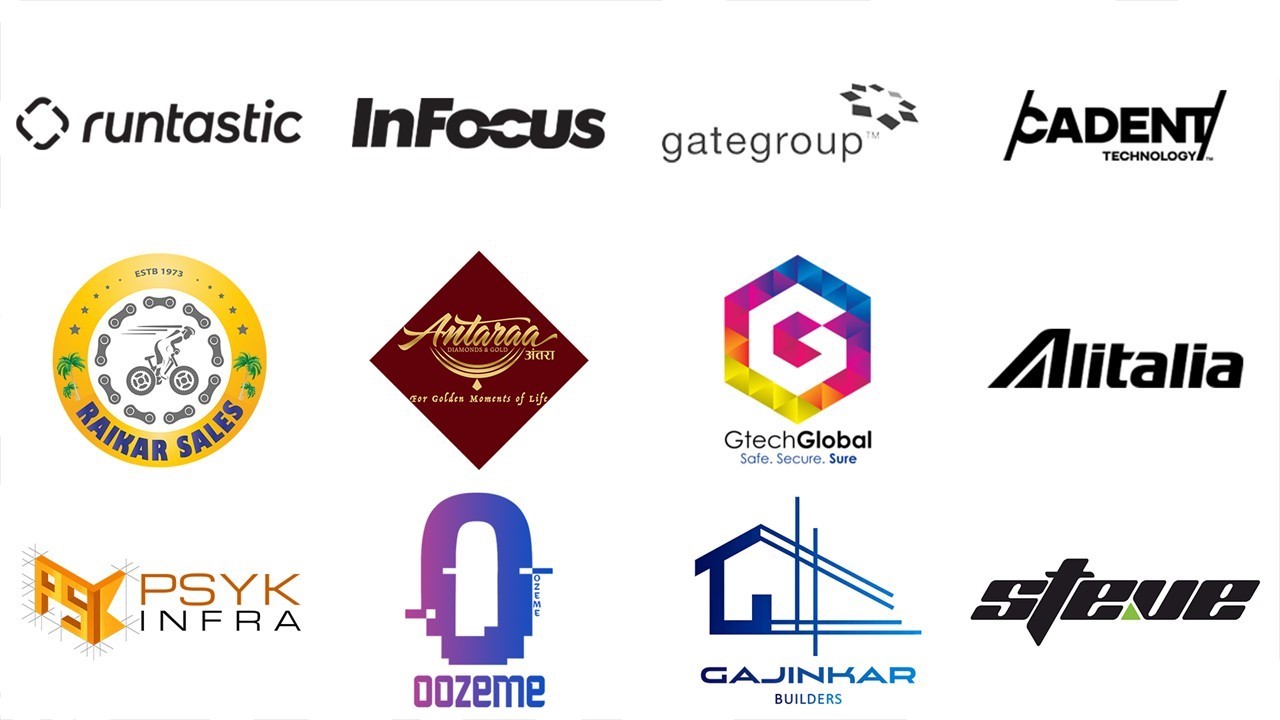 runtastic
InFocus
gategroup™
CADENT
TECHNOLOGY™
ESTB 1973
RAIKAR SALES
Antaraa
DIAMONDS & GOLD
अंतरा
For Golden Moments of Life
G
GtechGlobal
Safe. Secure. Sure
Alitalia
PSYK
PSYK
INFRA
OZEME
OOZEME
GAJINKAR
BUILDERS
steve